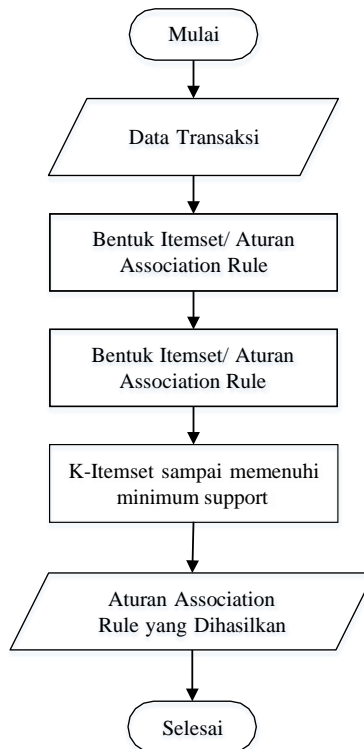 Mulai
Data Transaksi
Bentuk Itemset/ Aturan
Association Rule
Bentuk Itemset/ Aturan
Association Rule
K-Itemset sampai memenuhi
minimum support
Aturan Association
Rule yang Dihasilkan
Selesai